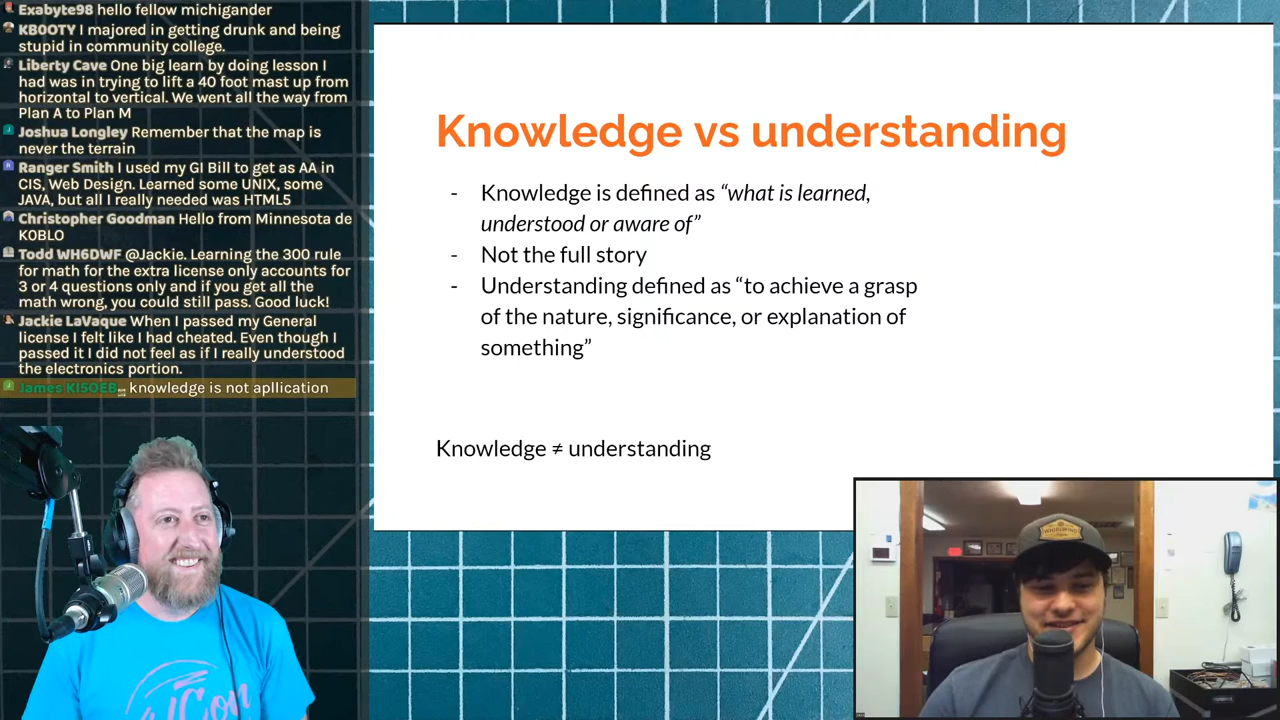 Exabyte98 hello fellow michigander
KB0OTY I majored in getting drunk and being
stupid in community college.
Liberty Cave One big learn by doing lesson I
had was in trying to lift a 40 foot mast up from
horizontal to vertical. We went all the way from
Plan A to Plan M
Joshua Longley Remember that the map is
never the terrain
Ranger Smith I used my GI Bill to get as AA in
CIS, Web Design. Learned some UNIX, some
JAVA, but all I really needed was HTML5
Christopher Goodman Hello from Minnesota de
K0BLO
Todd WH6DWF @Jackie. Learning the 300 rule
for math for the extra license only accounts for
3 or 4 questions only and if you get all the
math wrong, you could still pass. Good luck!
Jackie LaVaque When I passed my General
license I felt like I had cheated. Even though I
passed it I did not feel as if I really understood
the electronics portion.
James KI5OEB knowledge is not apllication
Knowledge vs understanding
- Knowledge is defined as “what is learned,
understood or aware of”
- Not the full story
- Understanding defined as “to achieve a grasp
of the nature, significance, or explanation of
something”
Knowledge ≠ understanding
WHIRLWIND